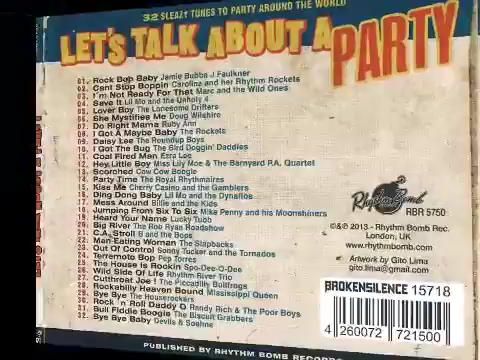 32 SLEAZY TUNES TO PARTY AROUND THE WORLD
LET'S TALK ABOUT A PARTY
01. Rock Bop Baby Jamie Bubba J Faulkner
02. Cant Stop Boppin Carolina and her Rhythm Rockets
03. I'm Not Ready For That Marc and the Wild Ones
04. Save It Lil Mo and the Unholy 4
05. Lover Boy The Lonesome Drifters
06. She Mystifies Me Doug Wilshire
07. Do Right Mama Ruby Ann
08. I Got A Maybe Baby The Rockets
09. Daisy Lee The Roundup Boys
10. I Got The Bug The Bird Doggin' Daddies
11. Coal Fired Man Ezra Lee
12. Hey Little Boy Miss Lily Moe & The Barnyard P.A. Quartet
13. Scorched Cow Cow Boogie
14. Party Time The Royal Rhythmaires
15. Kiss Me Cherry Casino and the Gamblers
16. Ding Dong Baby Lil Mo and the Dynaflos
17. Mess Around Billie and the Kids
18. Jumping From Six To Six Mike Penny and his Moonshiners
19. Heard Your Name Lucky Tubb
20. Big River The Rob Ryan Roadshow
21. C.A. Stroll B and the Bops
22. Man Eating Woman The Slapbacks
23. Out Of Control Sonny Tucker and the Tornados
24. Terremoto Bop Pep Torres
25. The House is Rockin Spo-Dee-O-Dee
26. Wild Side Of Life Rhythm River Trio
27. Cutthroat Joe ! The Piccadilly Bullfrogs
28. Rockabilly Heaven Bound Mississippi Queen
29. Bye Bye The Houserockers
30. Rock 'n' Roll Daddy O Randy Rich & The Poor Boys
31. Bull Fiddle Boogie The Biscuit Grabbers
32. Bye Bye Baby Devils & Soehne
Rhythm Bomb
RBR 5750
©&℗ 2013 - Rhythm Bomb Rec.
London, UK
www.rhythmbomb.com
Artwork by Gito Lima
gito.lima@gmail.com
BROKENSILENCE 15718
4 260072 721500
PUBLISHED BY RHYTHM BOMB RECORDS